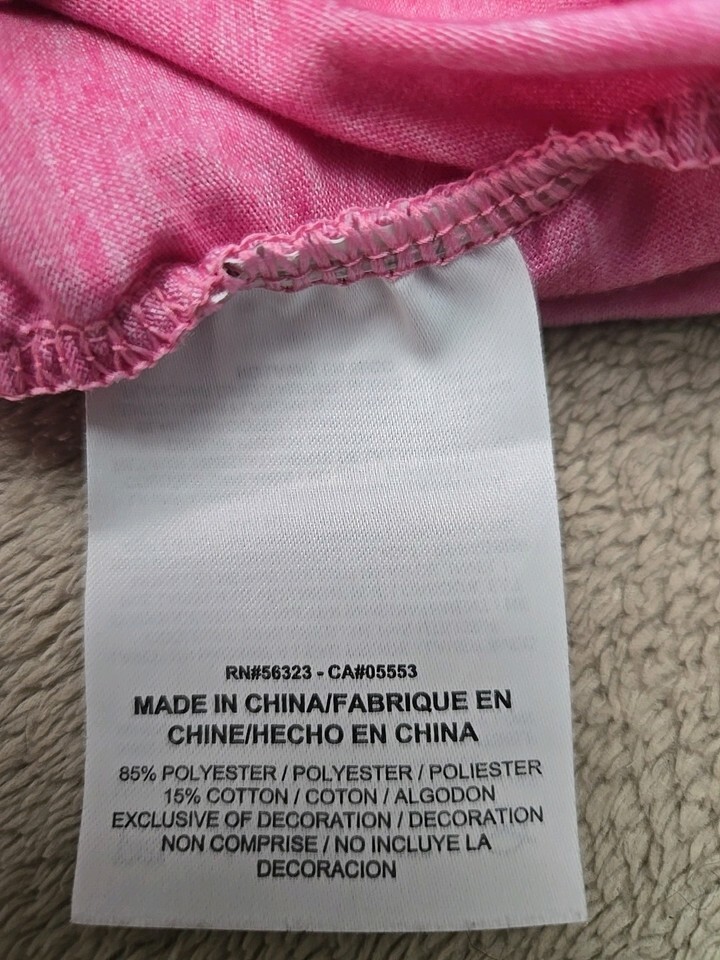 RN#56323 - CA#05553
MADE IN CHINA/FABRIQUE EN
CHINE/HECHO EN CHINA
85% POLYESTER / POLYESTER / POLIESTER
15% COTTON / COTON / ALGODON
EXCLUSIVE OF DECORATION / DECORATION
NON COMPRISE / NO INCLUYE LA
DECORACION